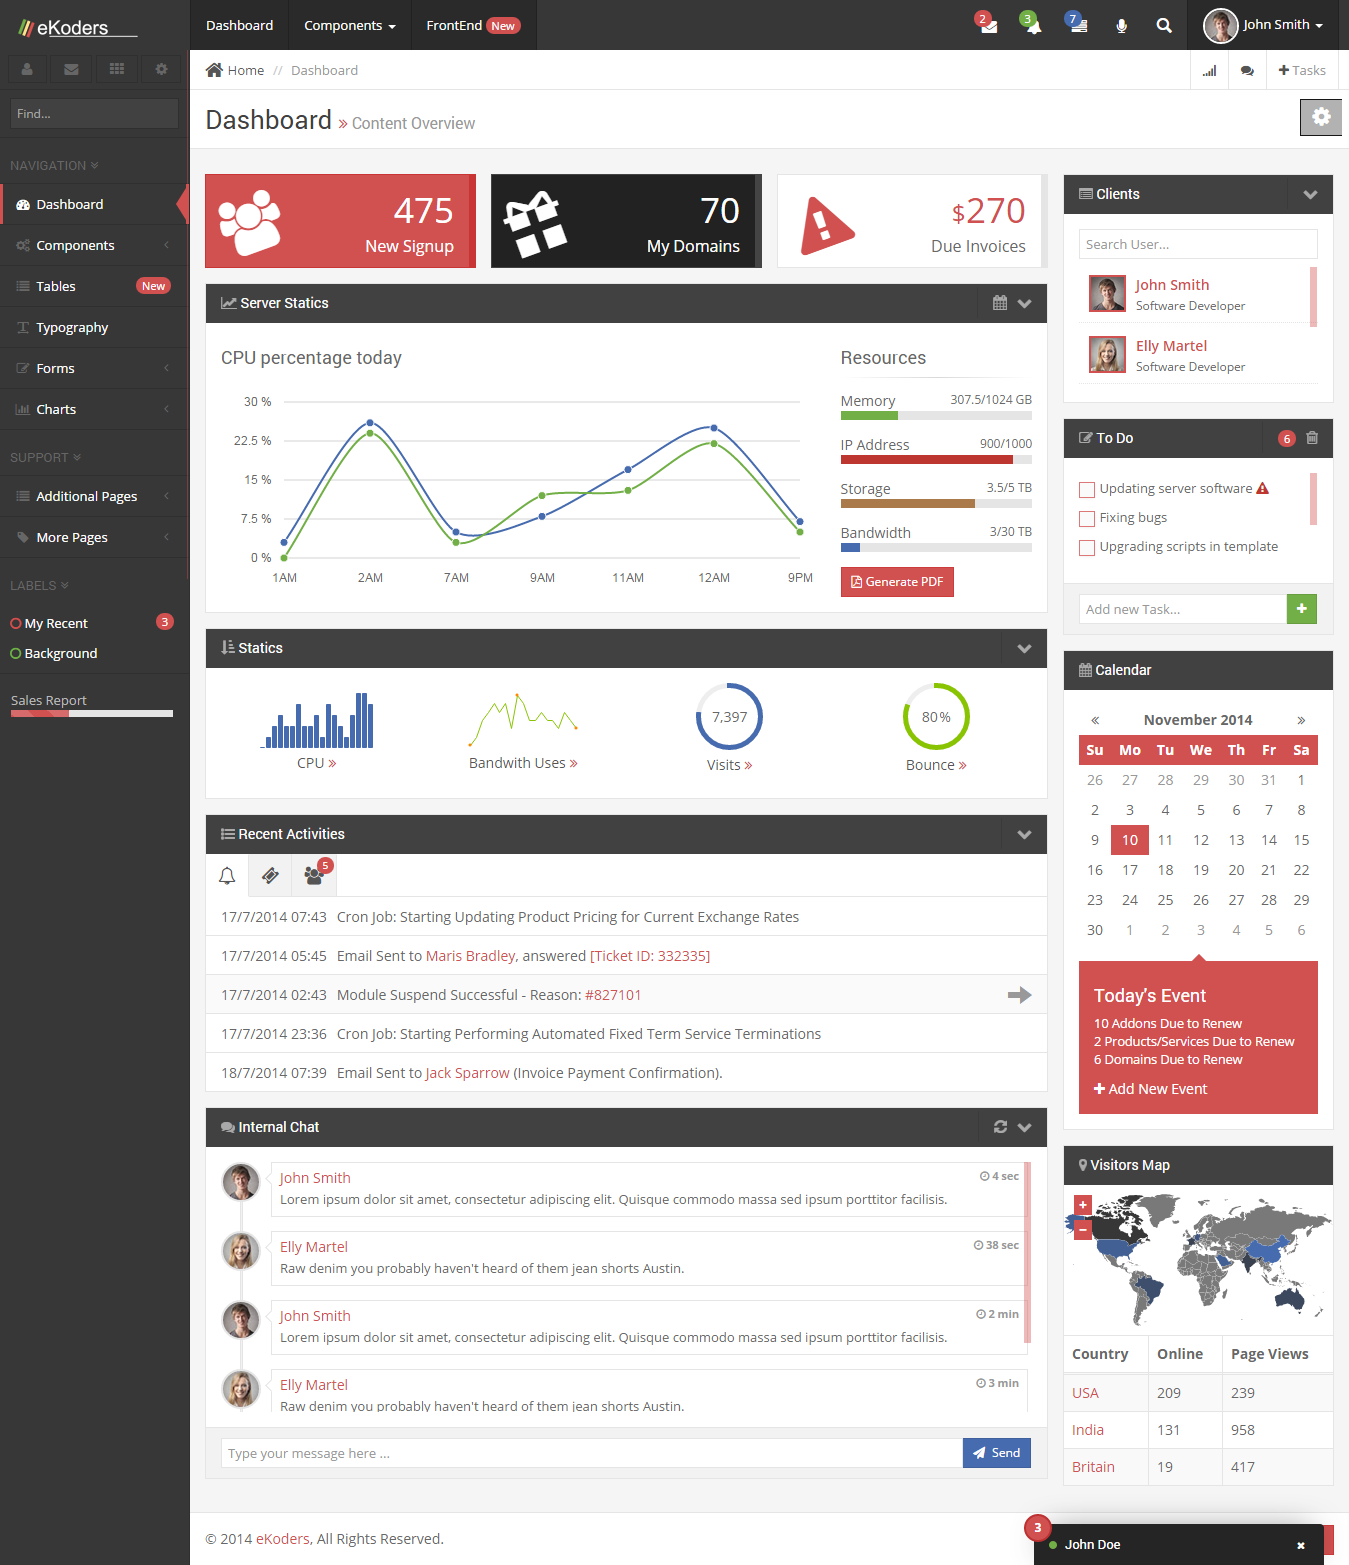 eKoders
Dashboard
Components
FrontEnd New
2
3
7
John Smith
Find...
NAVIGATION
Dashboard
Components
Tables New
Typography
Forms
Charts
SUPPORT
Additional Pages
More Pages
LABELS
My Recent 3
Background
Sales Report
Home // Dashboard
Tasks
Dashboard » Content Overview
475
New Signup
70
My Domains
$270
Due Invoices
Server Statics
CPU percentage today
30 %
22.5 %
15 %
7.5 %
0 %
1AM 2AM 7AM 9AM 11AM 12AM 9PM
Resources
Memory 307.5/1024 GB
IP Address 900/1000
Storage 3.5/5 TB
Bandwidth 3/30 TB
Generate PDF
Statics
CPU »
Bandwith Uses »
7,397
Visits »
80%
Bounce »
Recent Activities
5
17/7/2014 07:43 Cron Job: Starting Updating Product Pricing for Current Exchange Rates
17/7/2014 05:45 Email Sent to Maris Bradley, answered [Ticket ID: 332335]
17/7/2014 02:43 Module Suspend Successful - Reason: #827101
17/7/2014 23:36 Cron Job: Starting Performing Automated Fixed Term Service Terminations
18/7/2014 07:39 Email Sent to Jack Sparrow (Invoice Payment Confirmation).
Internal Chat
John Smith 4 sec
Lorem ipsum dolor sit amet, consectetur adipiscing elit. Quisque commodo massa sed ipsum porttitor facilisis.
Elly Martel 38 sec
Raw denim you probably haven't heard of them jean shorts Austin.
John Smith 2 min
Lorem ipsum dolor sit amet, consectetur adipiscing elit. Quisque commodo massa sed ipsum porttitor facilisis.
Elly Martel 3 min
Raw denim you probably haven't heard of them jean shorts Austin.
Type your message here ...
Send
Clients
Search User...
John Smith
Software Developer
Elly Martel
Software Developer
To Do 6
Updating server software
Fixing bugs
Upgrading scripts in template
Add new Task...
+
Calendar
« November 2014 »
Su Mo Tu We Th Fr Sa
26 27 28 29 30 31 1
2 3 4 5 6 7 8
9 10 11 12 13 14 15
16 17 18 19 20 21 22
23 24 25 26 27 28 29
30 1 2 3 4 5 6
Today's Event
10 Addons Due to Renew
2 Products/Services Due to Renew
6 Domains Due to Renew
Add New Event
Visitors Map
+
−
Country Online Page Views
USA 209 239
India 131 958
Britain 19 417
© 2014 eKoders, All Rights Reserved.
3
John Doe